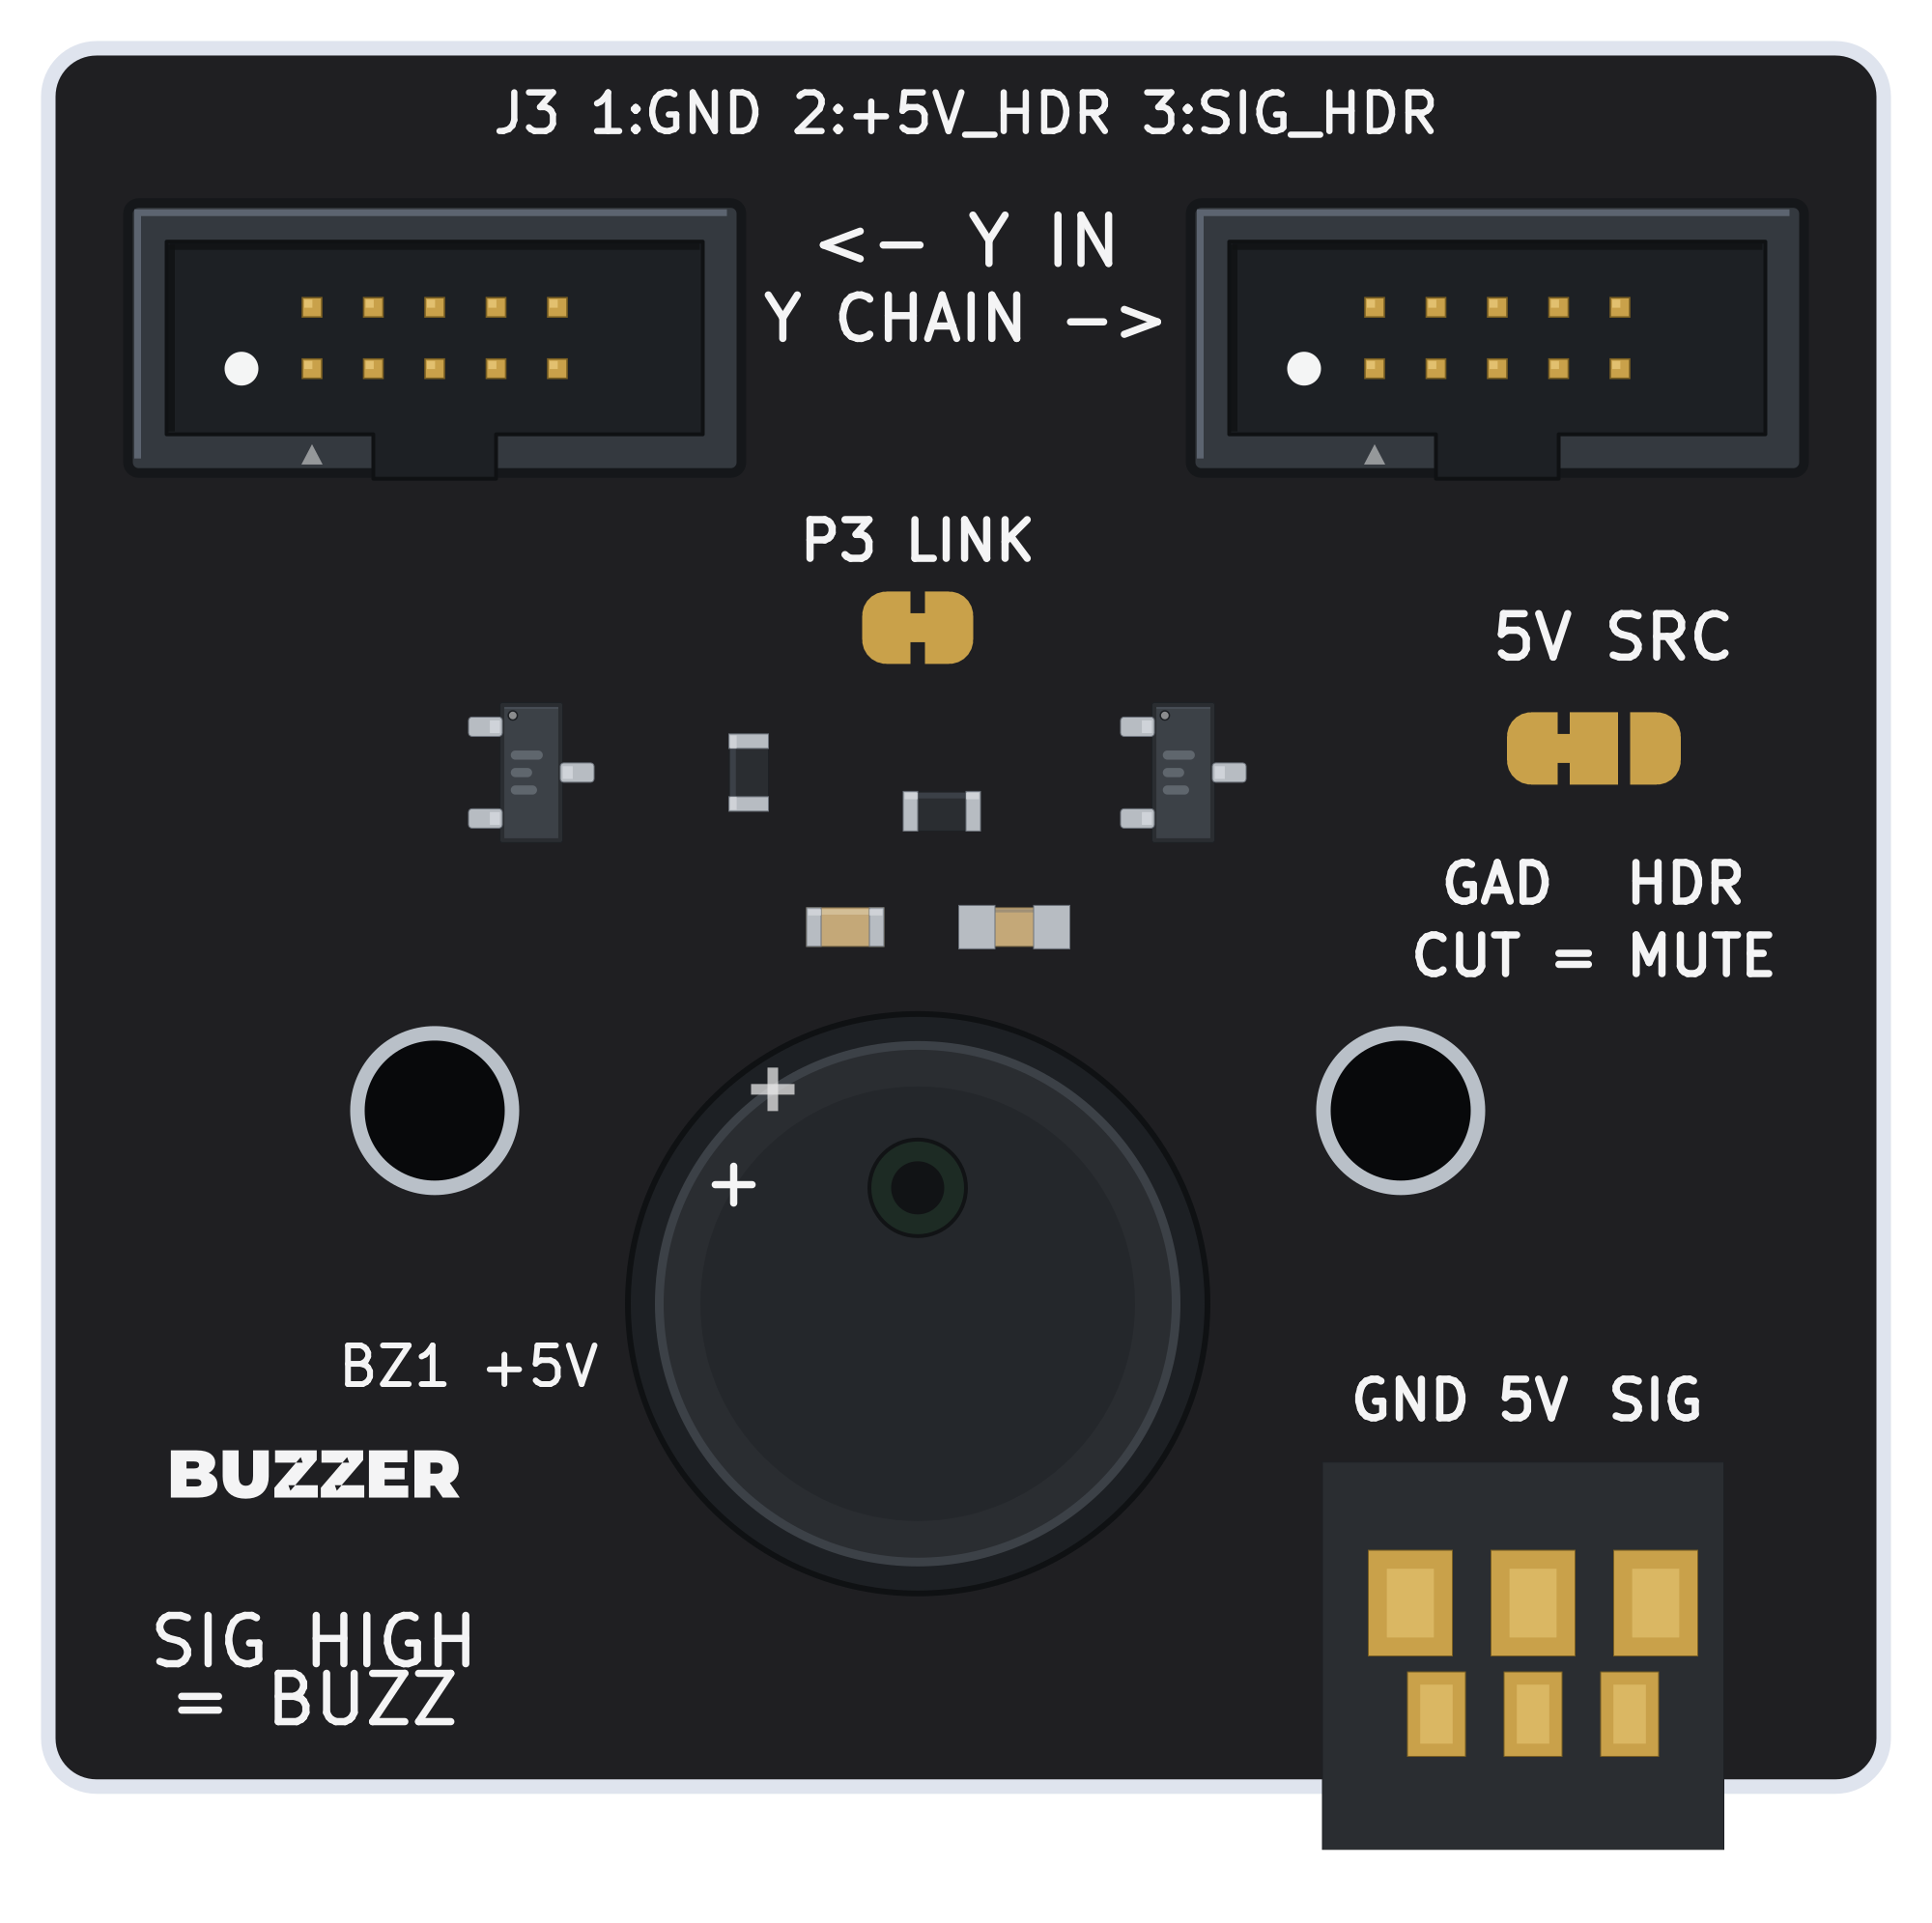 J3 1:GND 2:+5V_HDR 3:SIG_HDR
<- Y IN
Y CHAIN ->
P3 LINK
5V SRC
GAD HDR
CUT = MUTE
+
+
BZ1 +5V
GND 5V SIG
BUZZER
SIG HIGH
= BUZZ